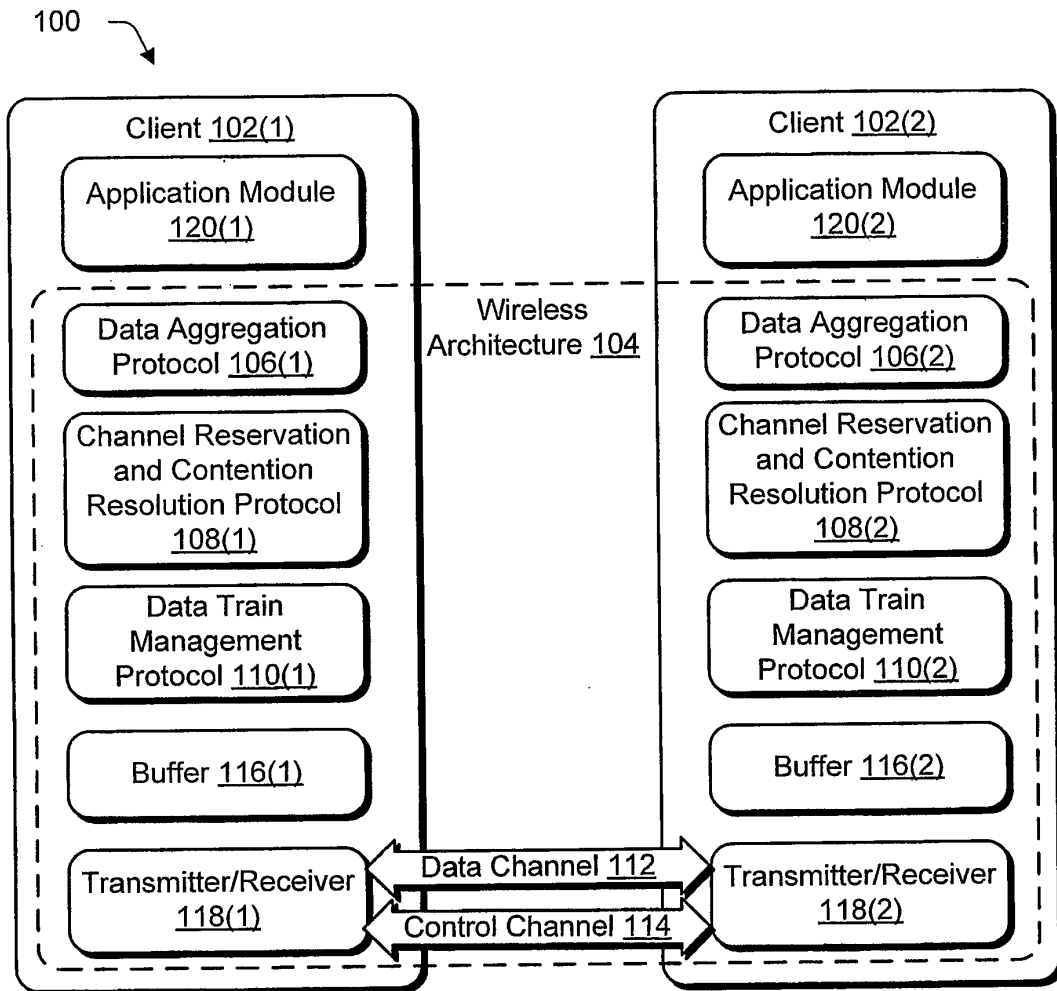 100
Client 102(1)
Application Module
120(1)
Data Aggregation
Protocol 106(1)
Channel Reservation
and Contention
Resolution Protocol
108(1)
Data Train
Management
Protocol 110(1)
Buffer 116(1)
Transmitter/Receiver
118(1)
Wireless
Architecture 104
Data Channel 112
Control Channel 114
Client 102(2)
Application Module
120(2)
Data Aggregation
Protocol 106(2)
Channel Reservation
and Contention
Resolution Protocol
108(2)
Data Train
Management
Protocol 110(2)
Buffer 116(2)
Transmitter/Receiver
118(2)